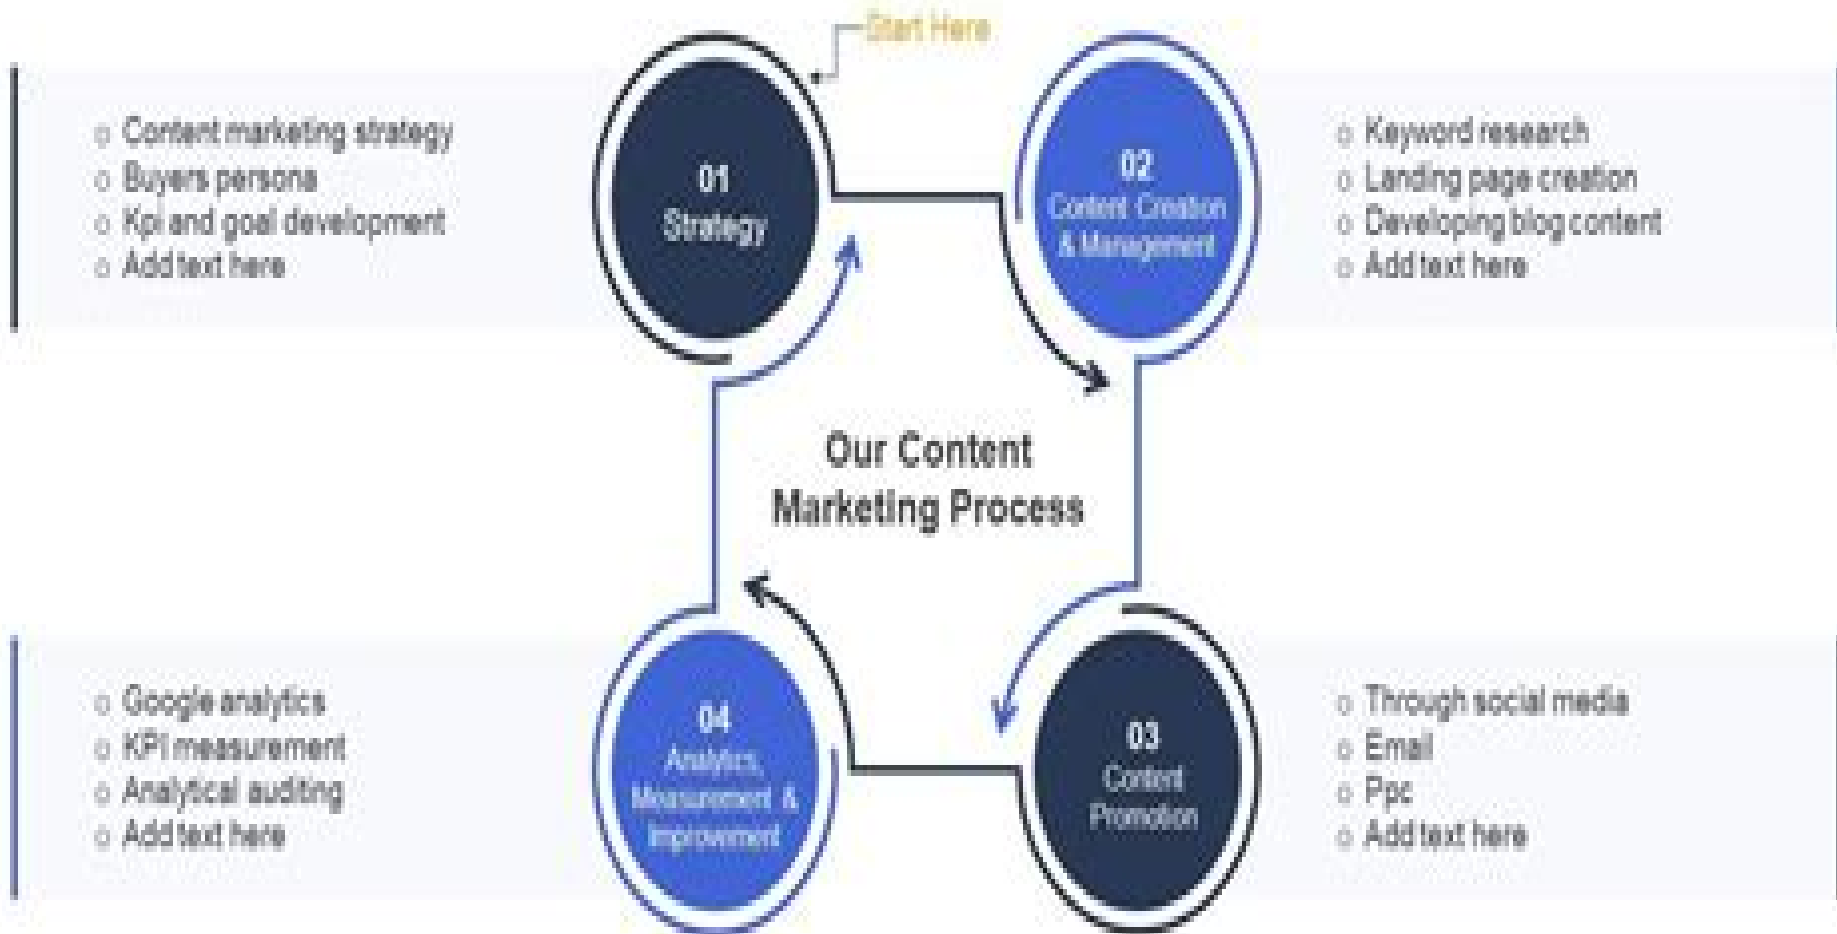 Start Here
o Content marketing strategy
o Buyers persona
o Kpi and goal development
o Add text here
01
Strategy
02
Content Creation
& Management
o Keyword research
o Landing page creation
o Developing blog content
o Add text here
Our Content
Marketing Process
o Google analytics
o KPI measurement
o Analytical auditing
o Add text here
04
Analytics,
Measurement &
Improvement
03
Content
Promotion
o Through social media
o Email
o Ppc
o Add text here